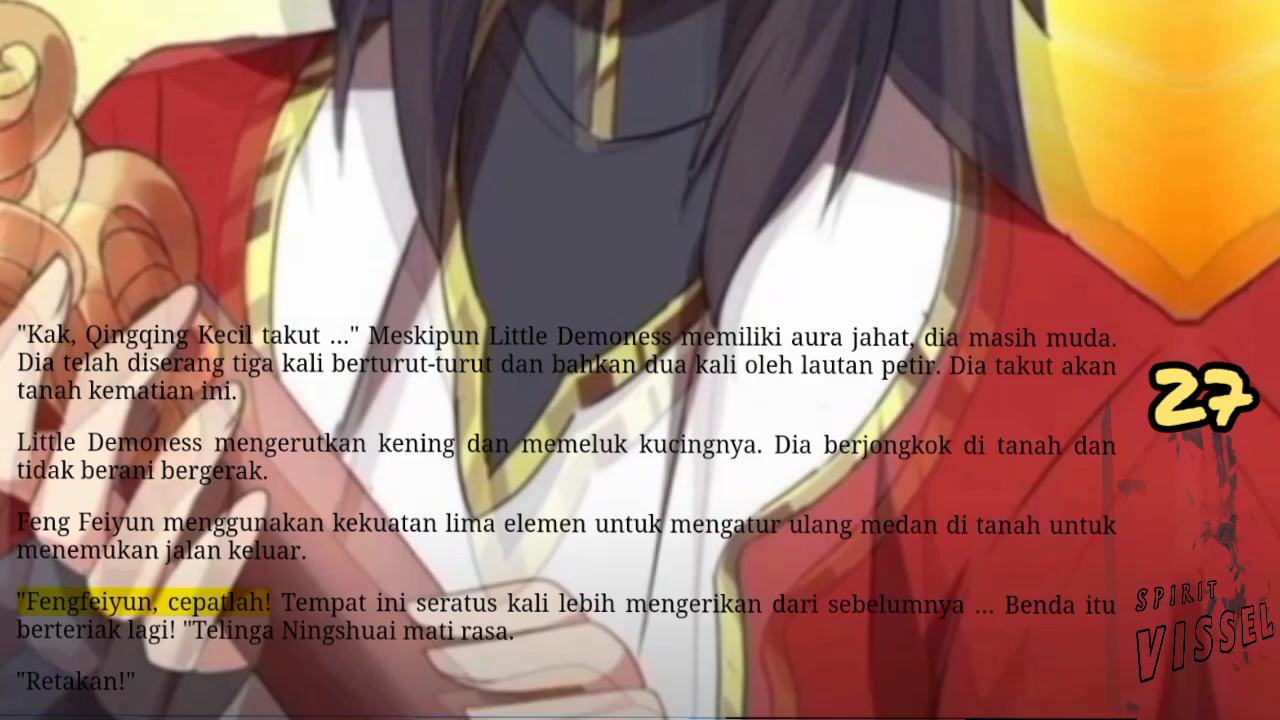 "Kak, Qingqing Kecil takut ..." Meskipun Little Demoness memiliki aura jahat, dia masih muda.
Dia telah diserang tiga kali berturut-turut dan bahkan dua kali oleh lautan petir. Dia takut akan
tanah kematian ini.
Little Demoness mengerutkan kening dan memeluk kucingnya. Dia berjongkok di tanah dan
tidak berani bergerak.
Feng Feiyun menggunakan kekuatan lima elemen untuk mengatur ulang medan di tanah untuk
menemukan jalan keluar.
"Fengfeiyun, cepatlah! Tempat ini seratus kali lebih mengerikan dari sebelumnya ... Benda itu
berteriak lagi! "Telinga Ningshuai mati rasa.
"Retakan!"
27
SPIRIT
VISSEL